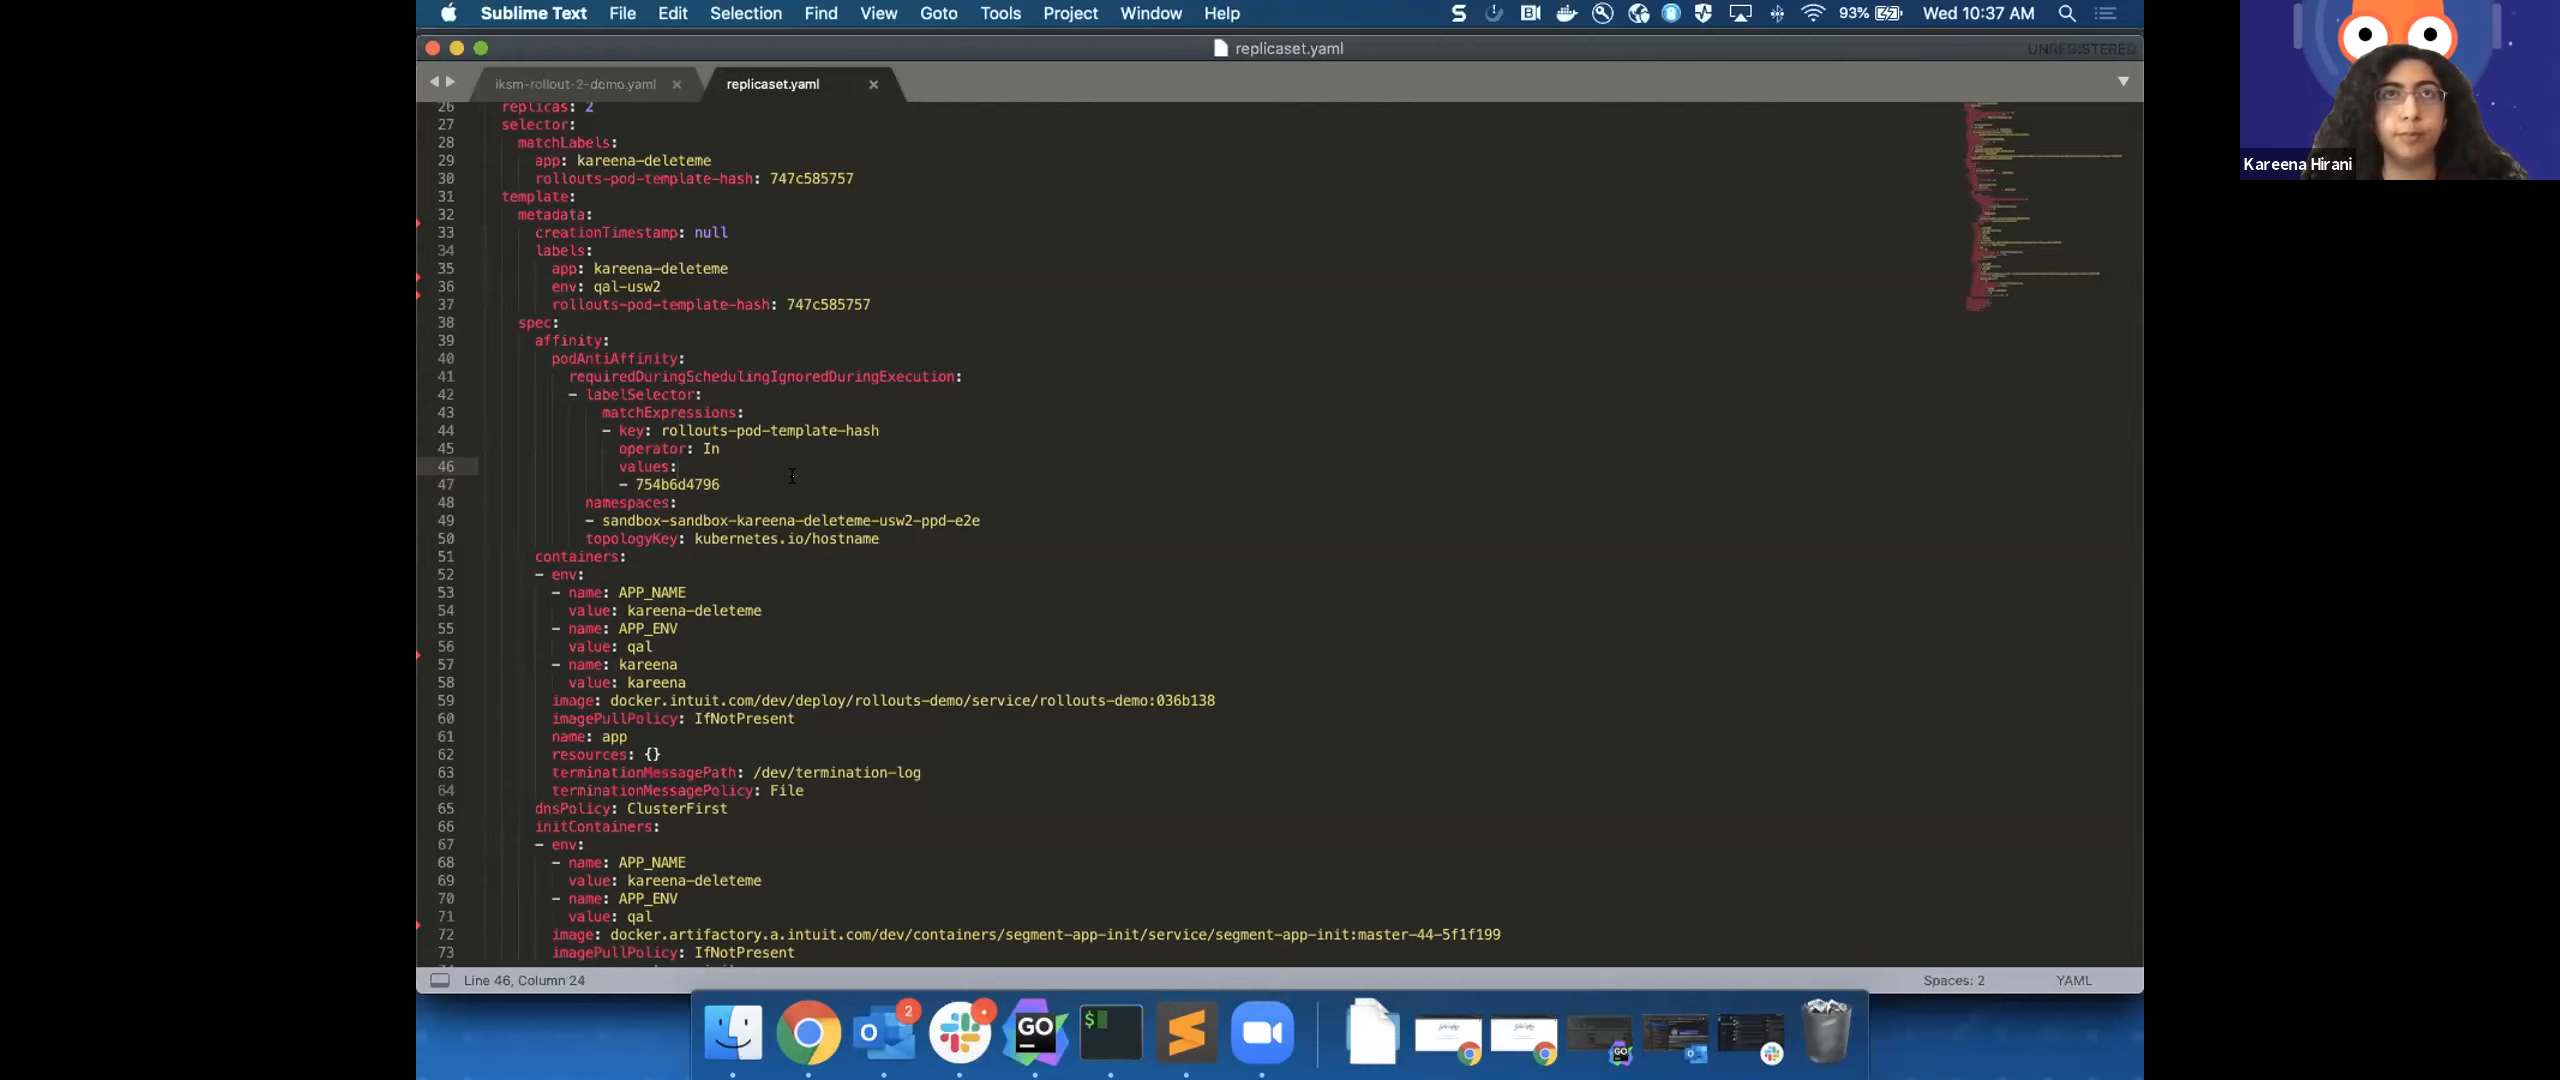 Sublime Text File Edit Selection Find View Goto Tools Project Window Help
93% Wed 10:37 AM
replicaset.yaml
UNREGISTERED
iksm-rollout-2-demo.yaml
replicaset.yaml
26 replicas: 2
27 selector:
28 matchLabels:
29 app: kareena-deleteme
30 rollouts-pod-template-hash: 747c585757
31 template:
32 metadata:
33 creationTimestamp: null
34 labels:
35 app: kareena-deleteme
36 env: qal-usw2
37 rollouts-pod-template-hash: 747c585757
38 spec:
39 affinity:
40 podAntiAffinity:
41 requiredDuringSchedulingIgnoredDuringExecution:
42 - labelSelector:
43 matchExpressions:
44 - key: rollouts-pod-template-hash
45 operator: In
46 values:
47 - 754b6d4796
48 namespaces:
49 - sandbox-sandbox-kareena-deleteme-usw2-ppd-e2e
50 topologyKey: kubernetes.io/hostname
51 containers:
52 - env:
53 - name: APP_NAME
54 value: kareena-deleteme
55 - name: APP_ENV
56 value: qal
57 - name: kareena
58 value: kareena
59 image: docker.intuit.com/dev/deploy/rollouts-demo/service/rollouts-demo:036b138
60 imagePullPolicy: IfNotPresent
61 name: app
62 resources: {}
63 terminationMessagePath: /dev/termination-log
64 terminationMessagePolicy: File
65 dnsPolicy: ClusterFirst
66 initContainers:
67 - env:
68 - name: APP_NAME
69 value: kareena-deleteme
70 - name: APP_ENV
71 value: qal
72 image: docker.artifactory.a.intuit.com/dev/containers/segment-app-init/service/segment-app-init:master-44-5f1f199
73 imagePullPolicy: IfNotPresent
Line 46, Column 24
Spaces: 2
YAML
Kareena Hirani
2
GO
$
GO